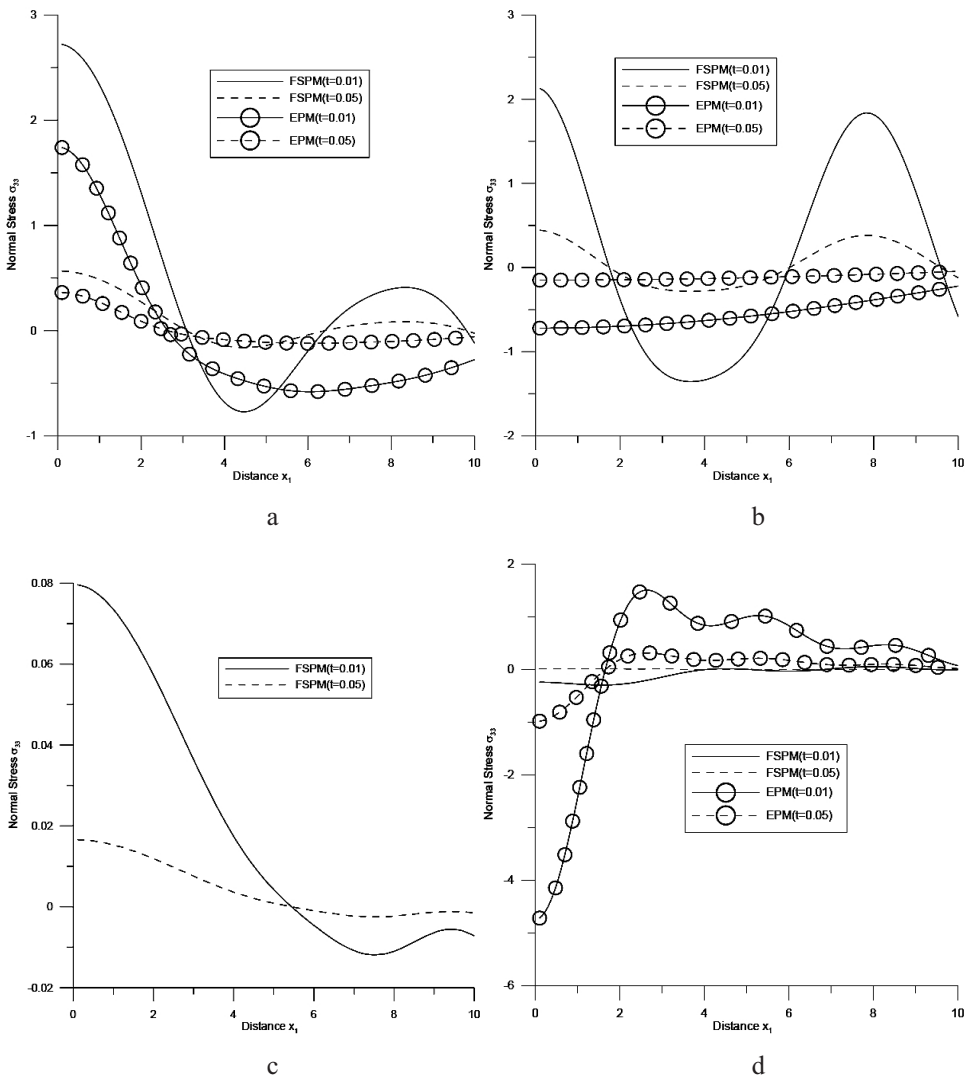 3
2
1
0
-1
Normal Stress σ33
FSPM(t=0.01)
FSPM(t=0.05)
EPM(t=0.01)
EPM(t=0.05)
0 2 4 6 8 10
Distance x1
a
3
2
1
0
-1
-2
Normal Stress σ33
FSPM(t=0.01)
FSPM(t=0.05)
EPM(t=0.01)
EPM(t=0.05)
0 2 4 6 8 10
Distance x1
b
0.08
0.06
0.04
0.02
0
-0.02
Normal Stress σ33
FSPM(t=0.01)
FSPM(t=0.05)
0 2 4 6 8 10
Distance x1
c
2
0
-2
-4
-6
Normal Stress σ33
FSPM(t=0.01)
FSPM(t=0.05)
EPM(t=0.01)
EPM(t=0.05)
0 2 4 6 8 10
Distance x1
d